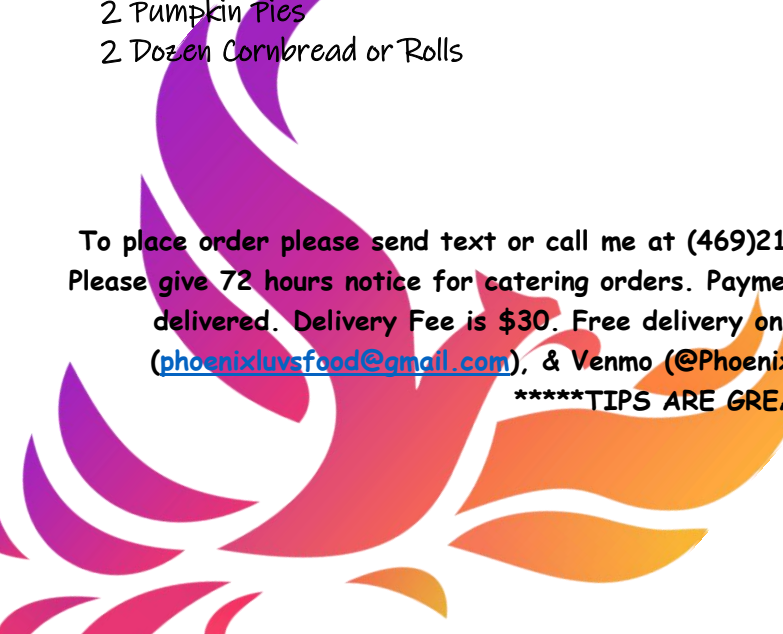 2 Pumpkin Pies
2 Dozen Cornbread or Rolls
To place order please send text or call me at (469)21
Please give 72 hours notice for catering orders. Payme
delivered. Delivery Fee is $30. Free delivery on
(phoenixluvsfood@gmail.com), & Venmo (@Phoenix
*****TIPS ARE GREA